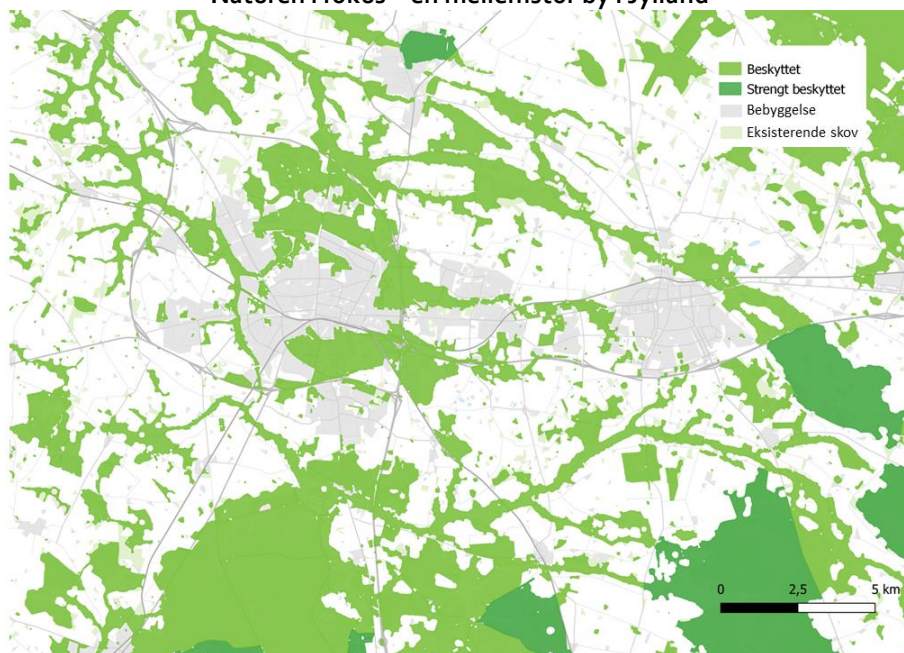 Naturen i fokus – en mellemstor by i Jylland
Beskyttet
Strengt beskyttet
Bebyggelse
Eksisterende skov
0 2,5 5 km